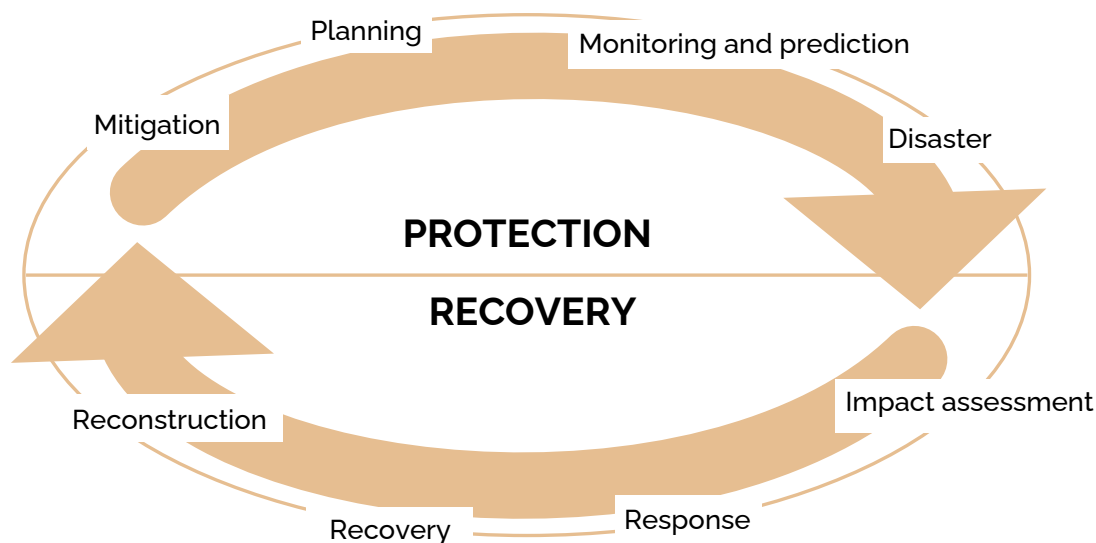 Planning
Monitoring and prediction
Mitigation
Disaster
PROTECTION
RECOVERY
Impact assessment
Reconstruction
Response
Recovery